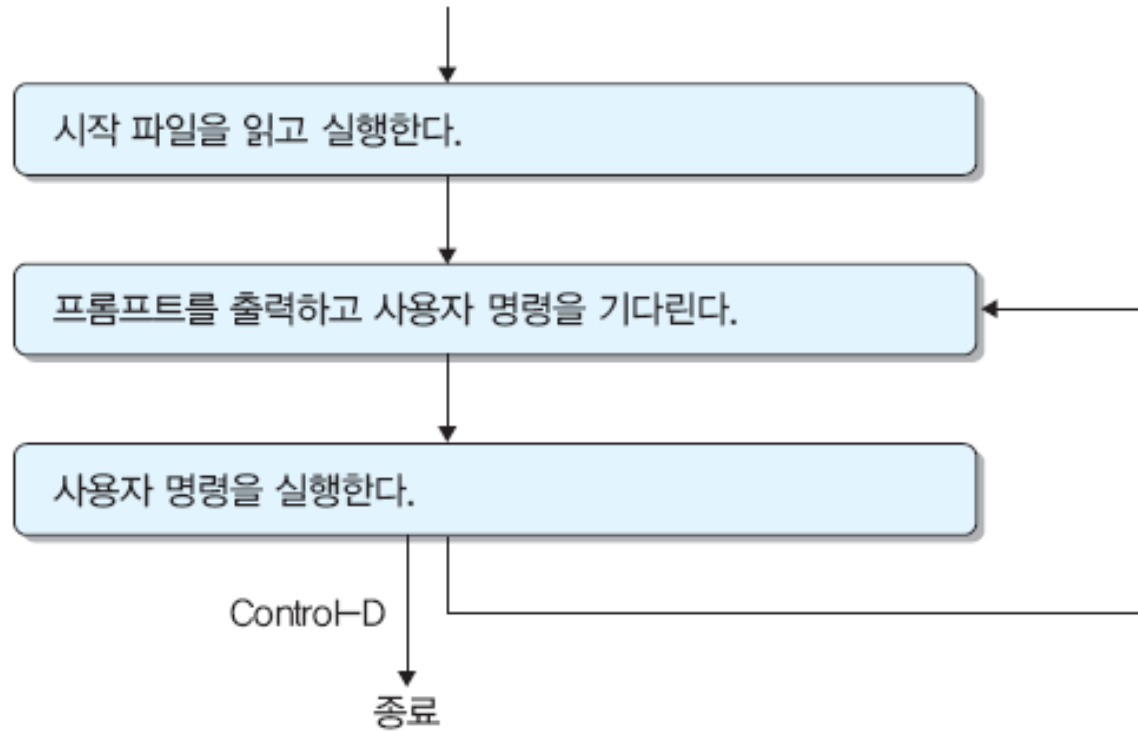 시작 파일을 읽고 실행한다.
프롬프트를 출력하고 사용자 명령을 기다린다.
사용자 명령을 실행한다.
Control-D
종료